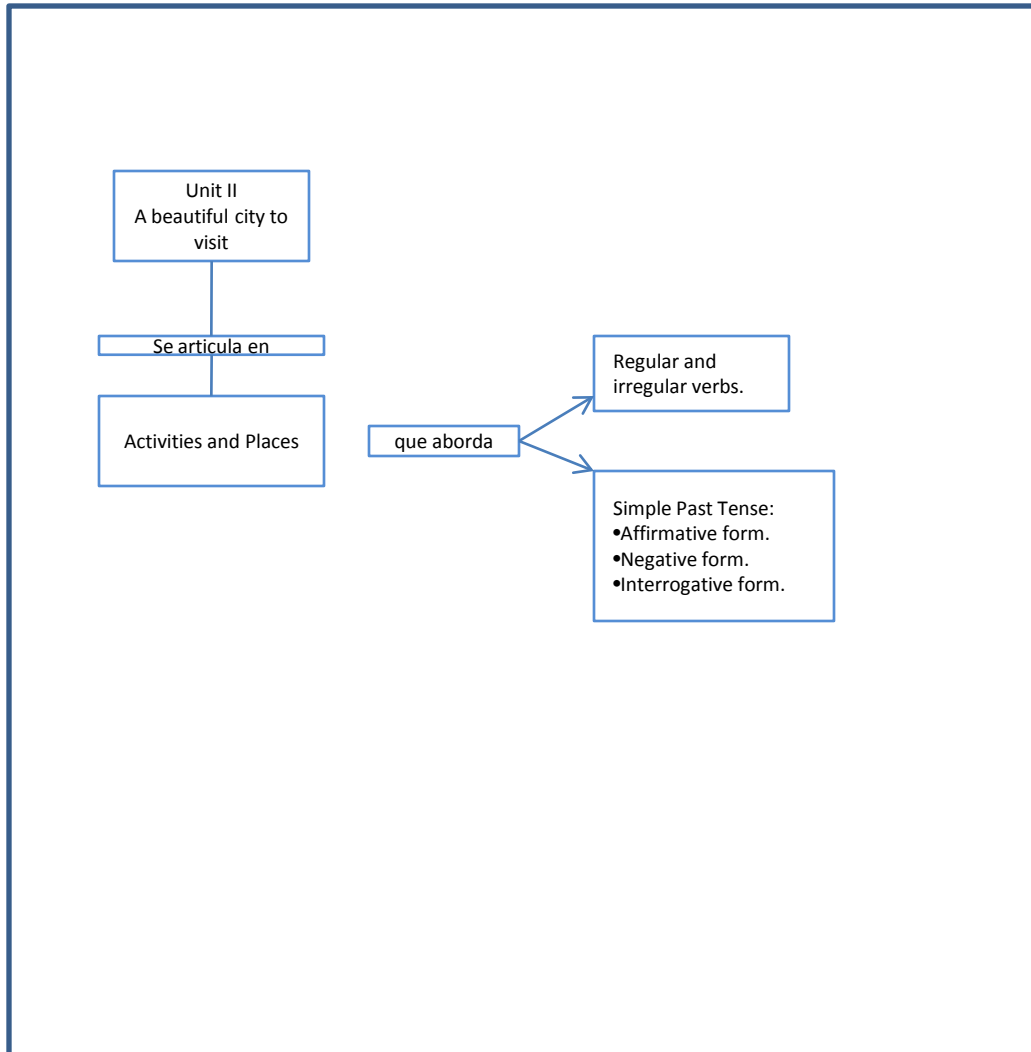 Unit II
A beautiful city to
visit
Se articula en
Activities and Places
que aborda
Regular and
irregular verbs.
Simple Past Tense:
•Affirmative form.
•Negative form.
•Interrogative form.